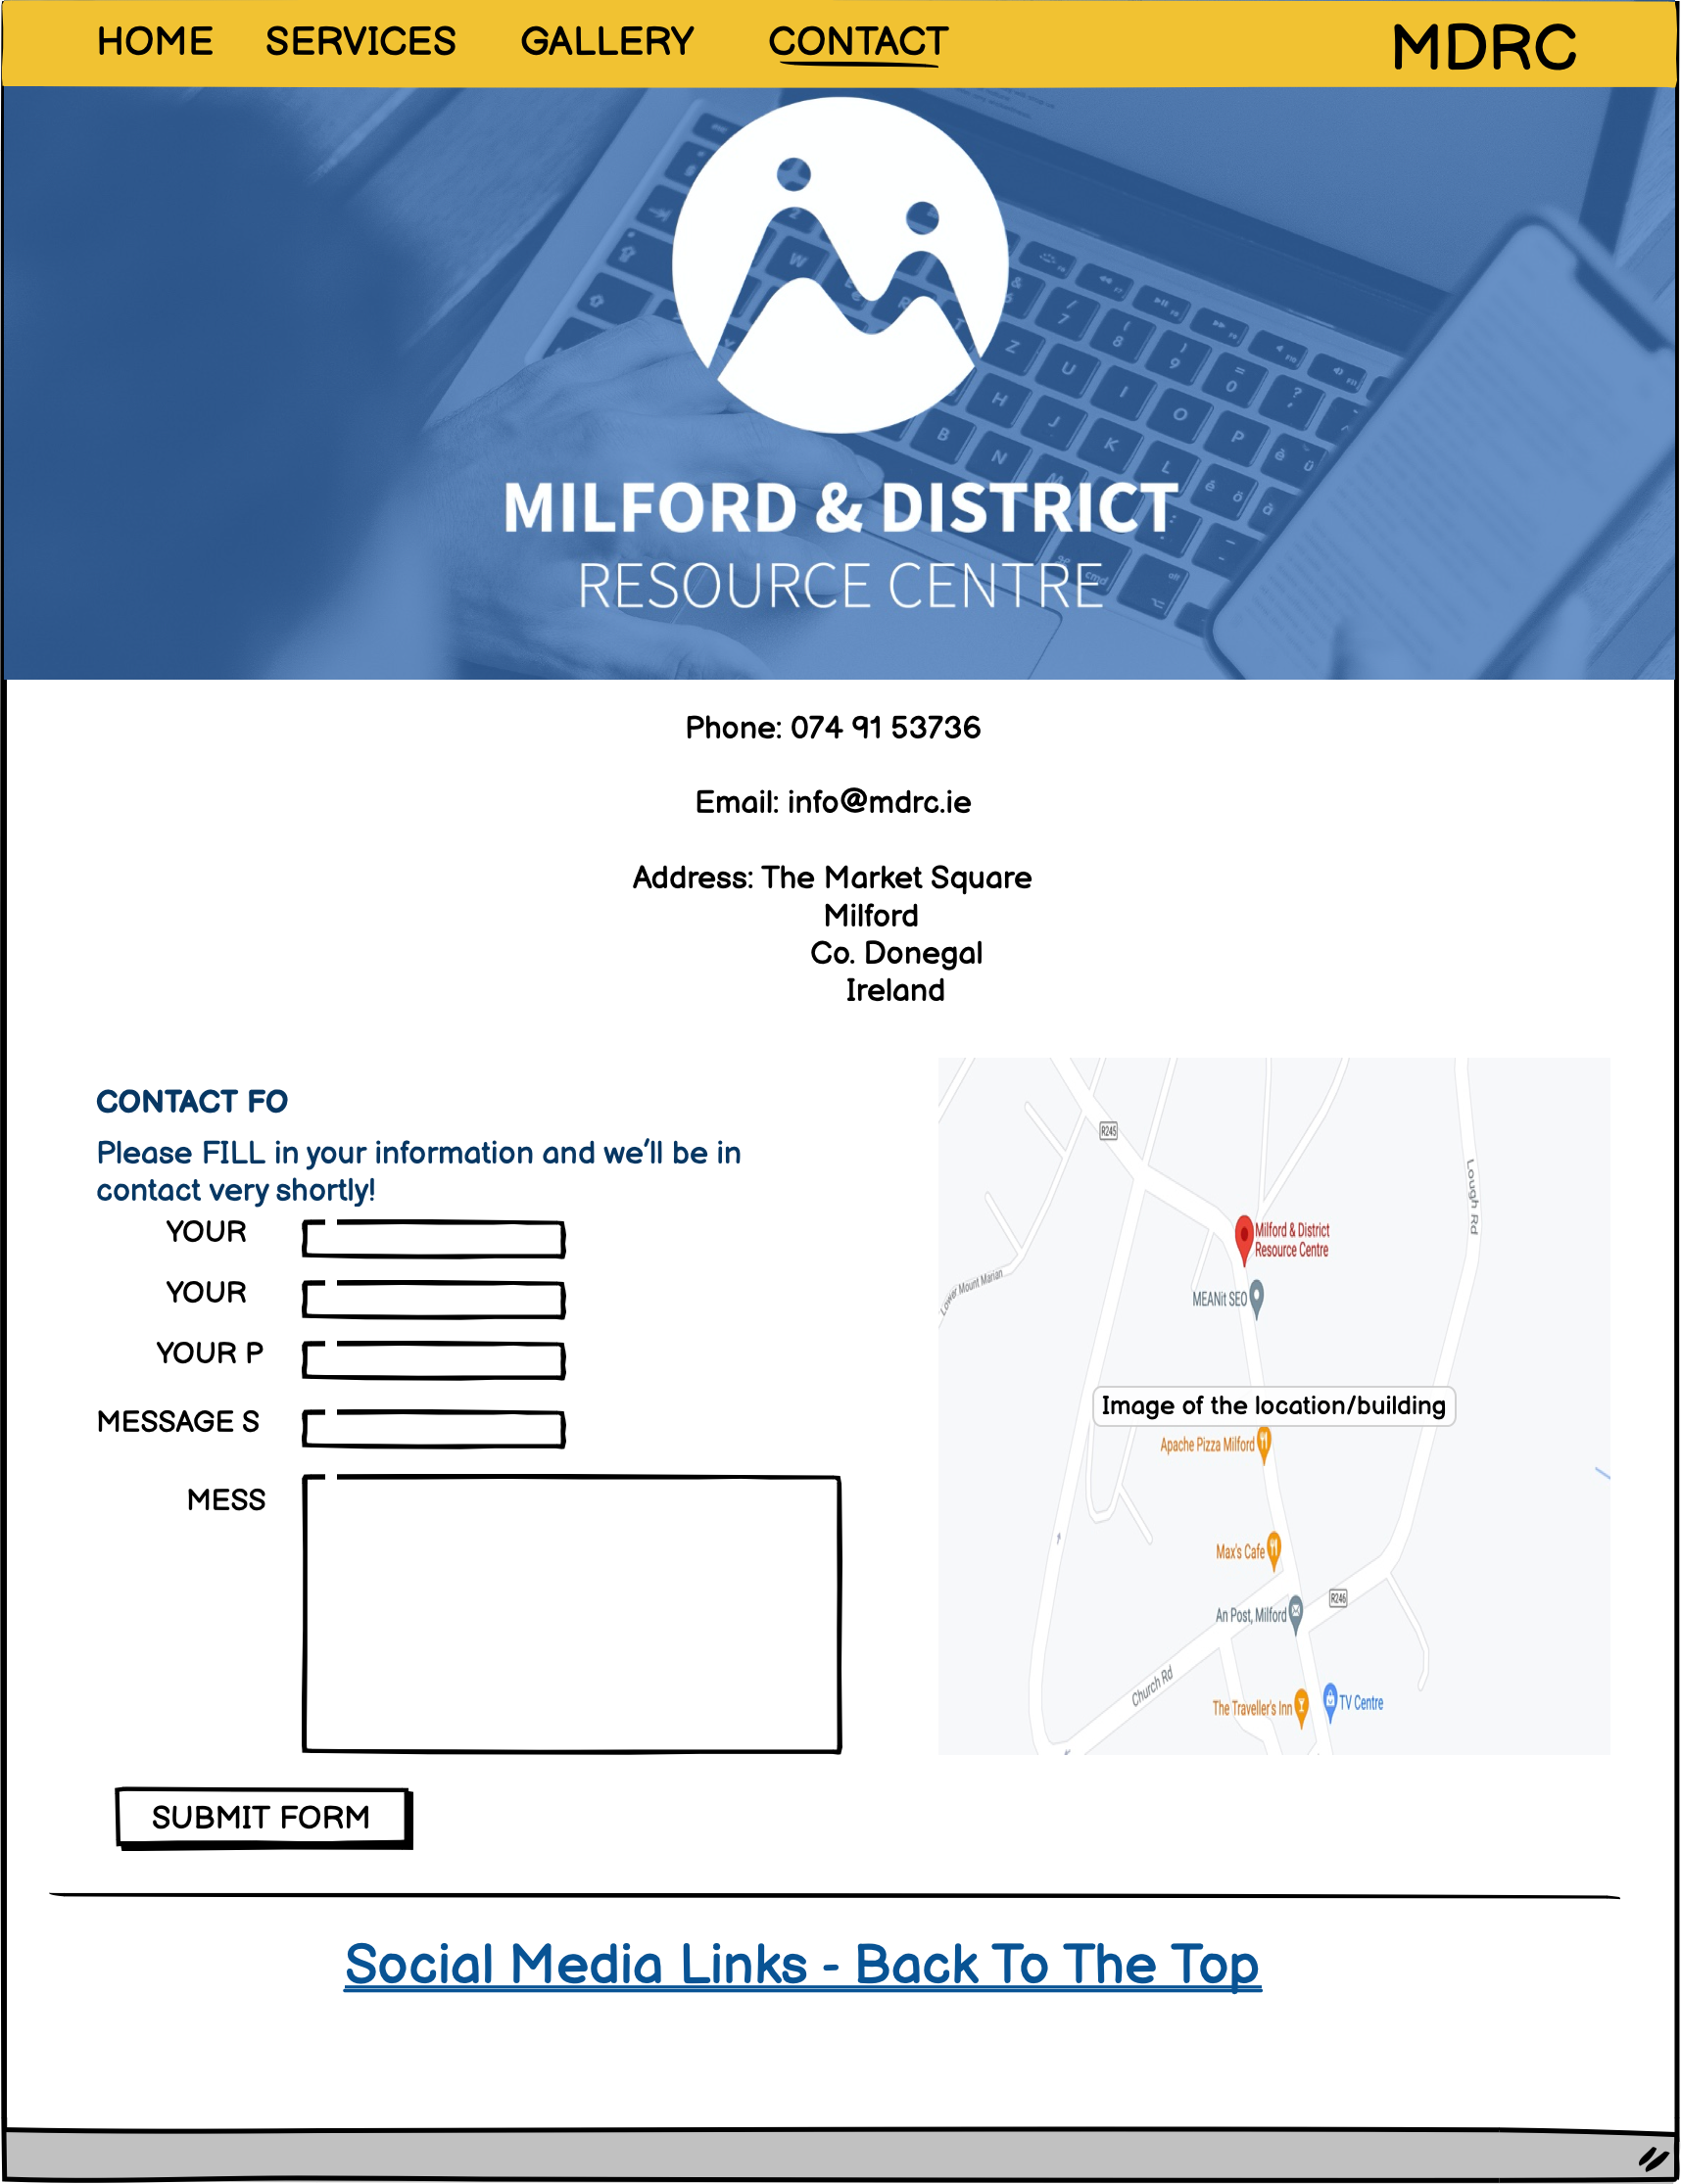 HOME SERVICES GALLERY CONTACT MDRC
MILFORD & DISTRICT
RESOURCE CENTRE
Phone: 074 91 53736
Email: info@mdrc.ie
Address: The Market Square
Milford
Co. Donegal
Ireland
CONTACT FO
Please FILL in your information and we'll be in
contact very shortly!
YOUR
YOUR
YOUR P
MESSAGE S
MESS
SUBMIT FORM
R245
Lough Rd
Milford & District
Resource Centre
Lower Mount Marian
MEANit SEO
Image of the location/building
Apache Pizza Milford
Max's Cafe
R246
An Post, Milford
Church Rd
The Traveller's Inn
TV Centre
Social Media Links - Back To The Top